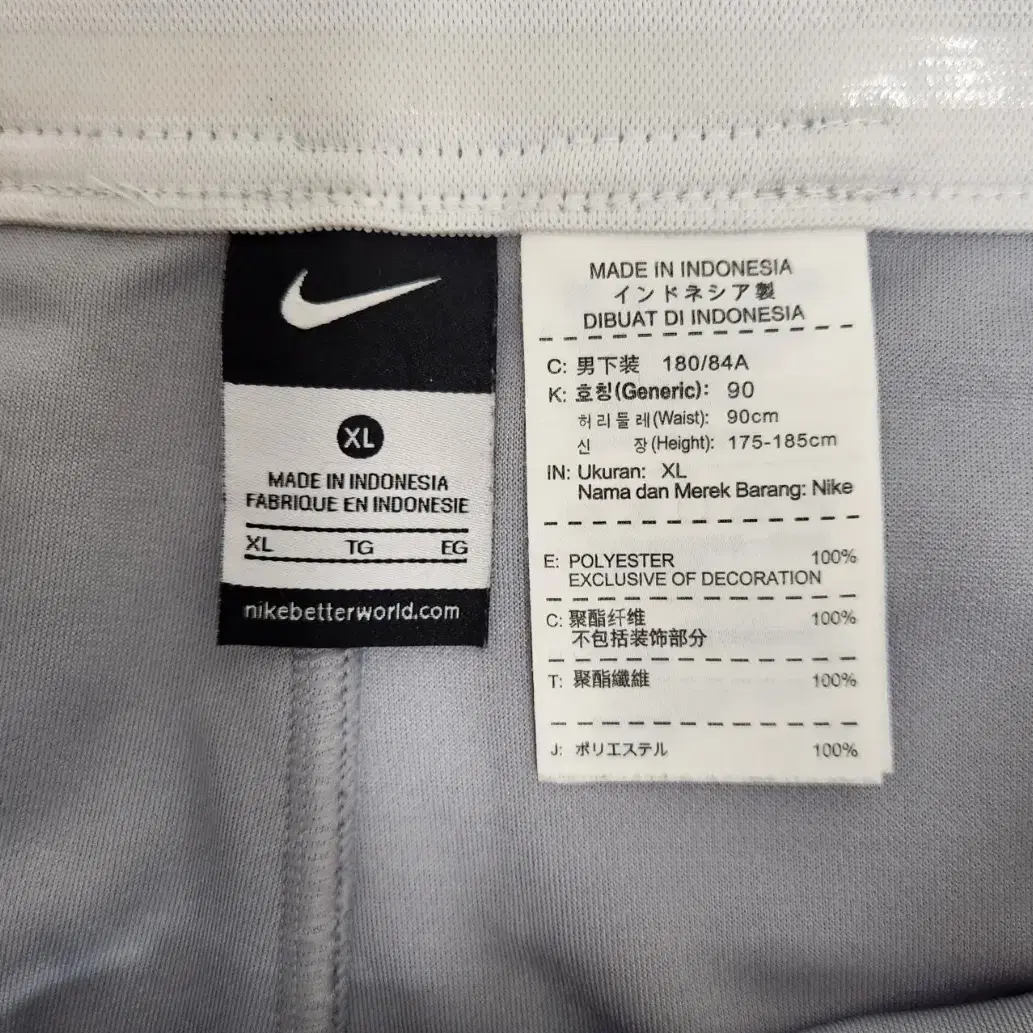 XL
MADE IN INDONESIA
FABRIQUE EN INDONESIE
XL TG EG
nikebetterworld.com
MADE IN INDONESIA
インドネシア製
DIBUAT DI INDONESIA
C: 男下装 180/84A
K: 호칭(Generic): 90
허리둘레(Waist): 90cm
신 장(Height): 175-185cm
IN: Ukuran: XL
Nama dan Merek Barang: Nike
E: POLYESTER 100%
EXCLUSIVE OF DECORATION
C: 聚酯纤维 100%
不包括装饰部分
T: 聚酯纖維 100%
J: ポリエステル 100%